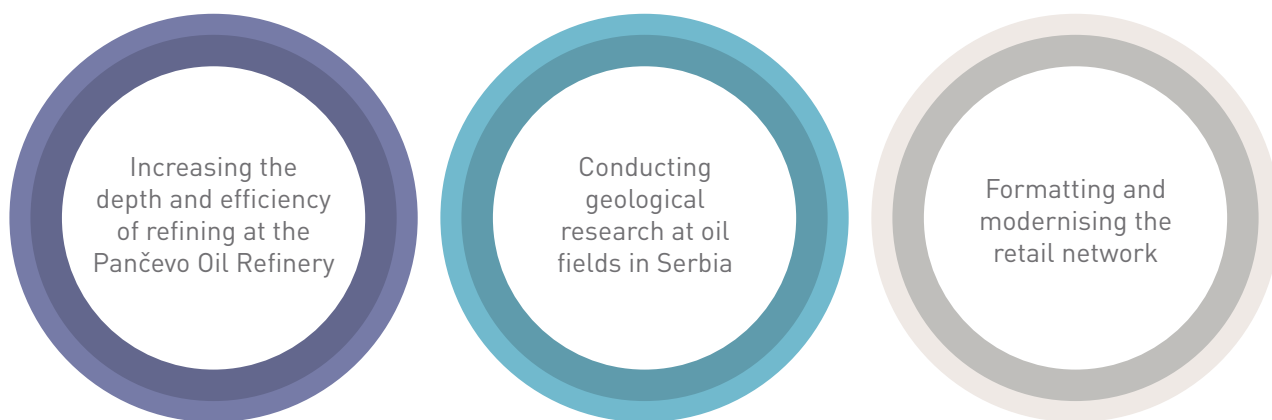 Increasing the
depth and efficiency
of refining at the
Pančevo Oil Refinery
Conducting
geological
research at oil
fields in Serbia
Formatting and
modernising the
retail network